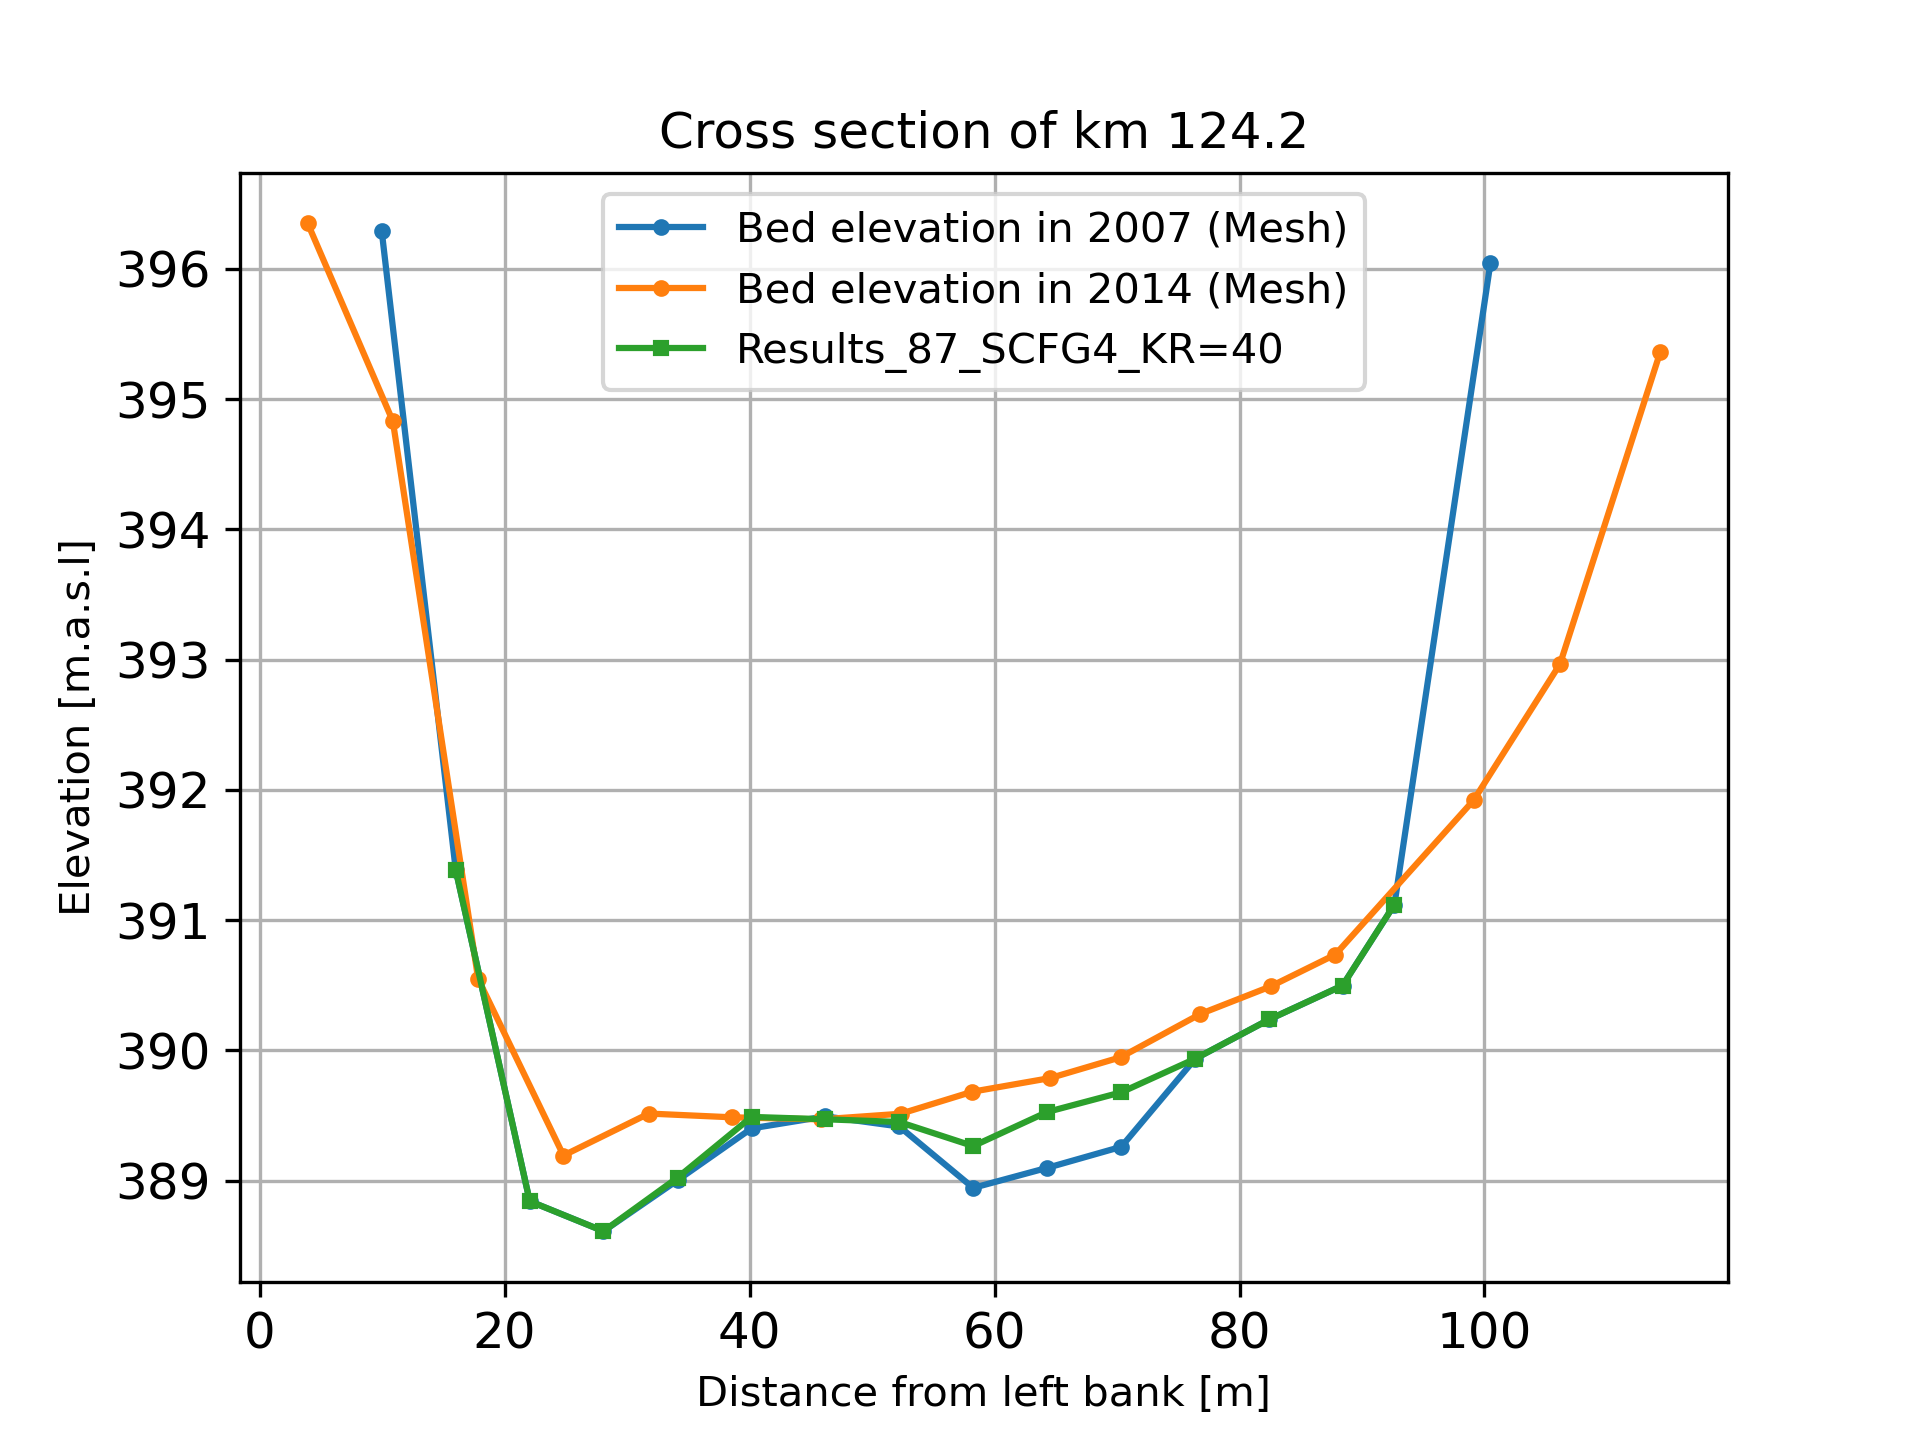 Cross section of km 124.2
Bed elevation in 2007 (Mesh)
Bed elevation in 2014 (Mesh)
Results_87_SCFG4_KR=40
396
395
394
393
392
391
390
389
Elevation [m.a.s.l]
0 20 40 60 80 100
Distance from left bank [m]